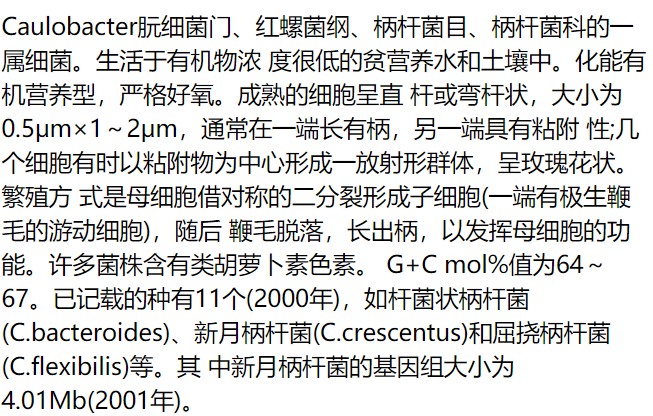 Caulobacter朊细菌门、红螺菌纲、柄杆菌目、柄杆菌科的一
属细菌。生活于有机物浓 度很低的贫营养水和土壤中。化能有
机营养型，严格好氧。成熟的细胞呈直 杆或弯杆状，大小为
0.5μm×1～2μm，通常在一端长有柄，另一端具有粘附 性;几
个细胞有时以粘附物为中心形成一放射形群体，呈玫瑰花状。
繁殖方 式是母细胞借对称的二分裂形成子细胞(一端有极生鞭
毛的游动细胞)，随后 鞭毛脱落，长出柄，以发挥母细胞的功
能。许多菌株含有类胡萝卜素色素。 G+C mol%值为64～
67。已记载的种有11个(2000年)，如杆菌状柄杆菌
(C.bacteroides)、新月柄杆菌(C.crescentus)和屈挠柄杆菌
(C.flexibilis)等。其 中新月柄杆菌的基因组大小为
4.01Mb(2001年)。